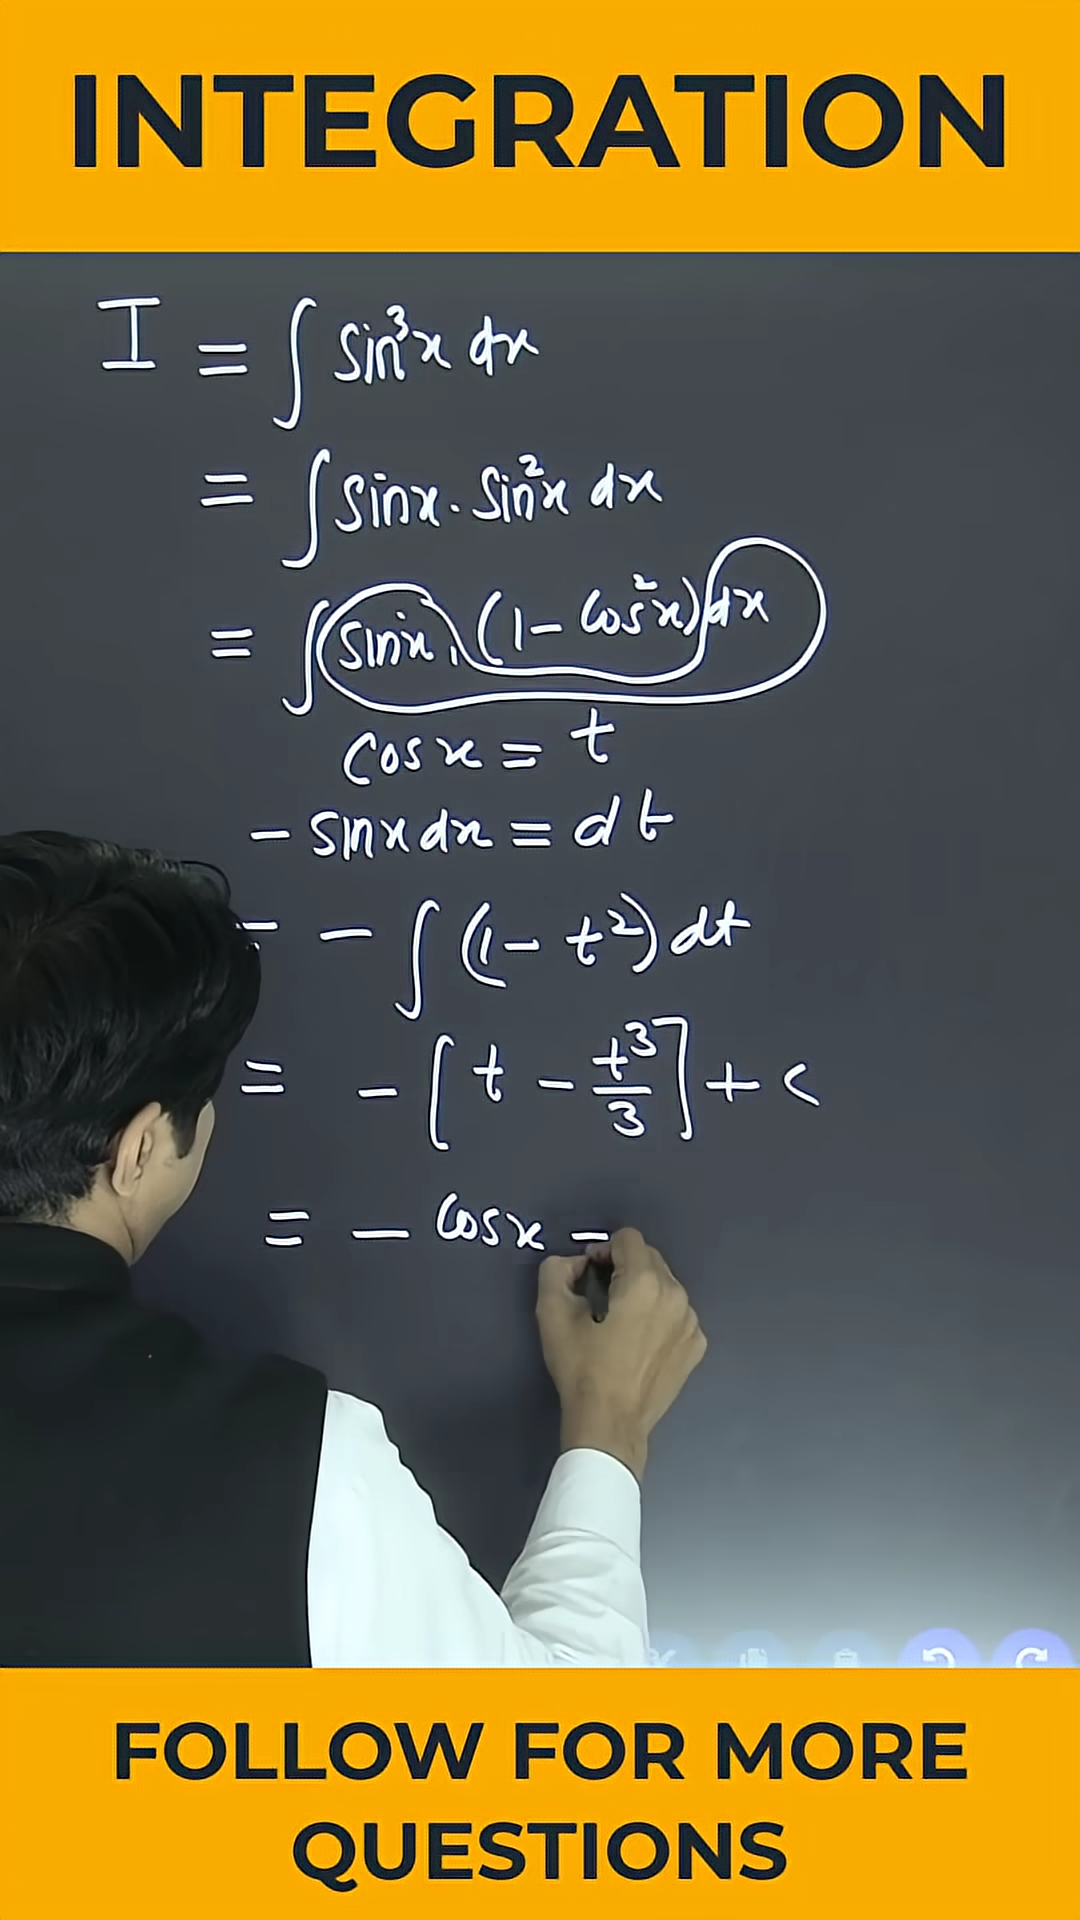 INTEGRATION
I = ∫ sin³x dx
= ∫ sinx · sin²x dx
= ∫ sinx · (1 - cos²x) dx
cos x = t
- sinx dx = dt
- - ∫ (1 - t²) dt
= - [t - t³/3] + c
= - cosx -
FOLLOW FOR MORE
QUESTIONS